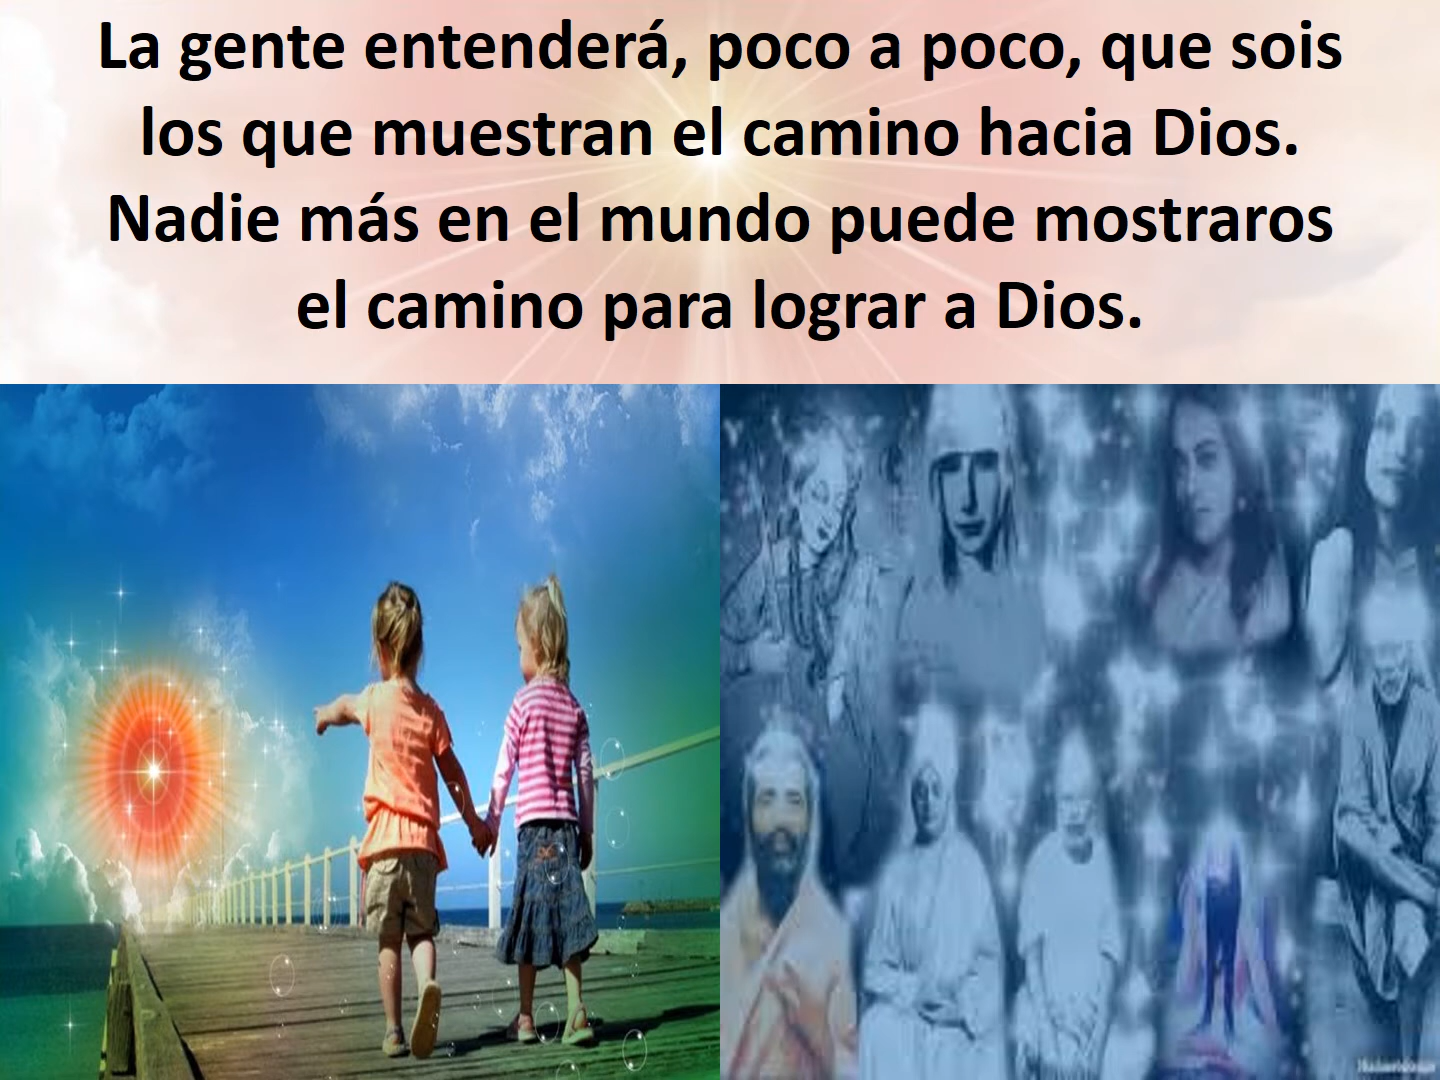 La gente entenderá, poco a poco, que sois
los que muestran el camino hacia Dios.
Nadie más en el mundo puede mostraros
el camino para lograr a Dios.